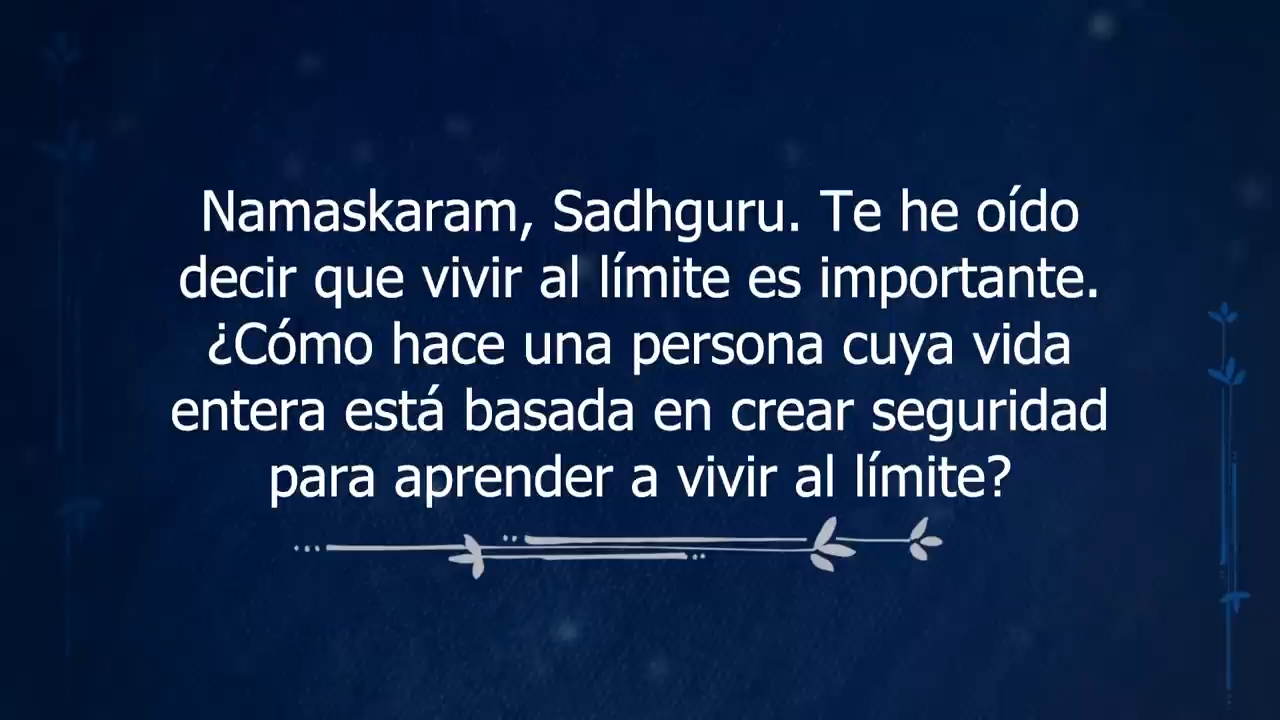 Namaskaram, Sadhguru. Te he oído
decir que vivir al límite es importante.
¿Cómo hace una persona cuya vida
entera está basada en crear seguridad
para aprender a vivir al límite?